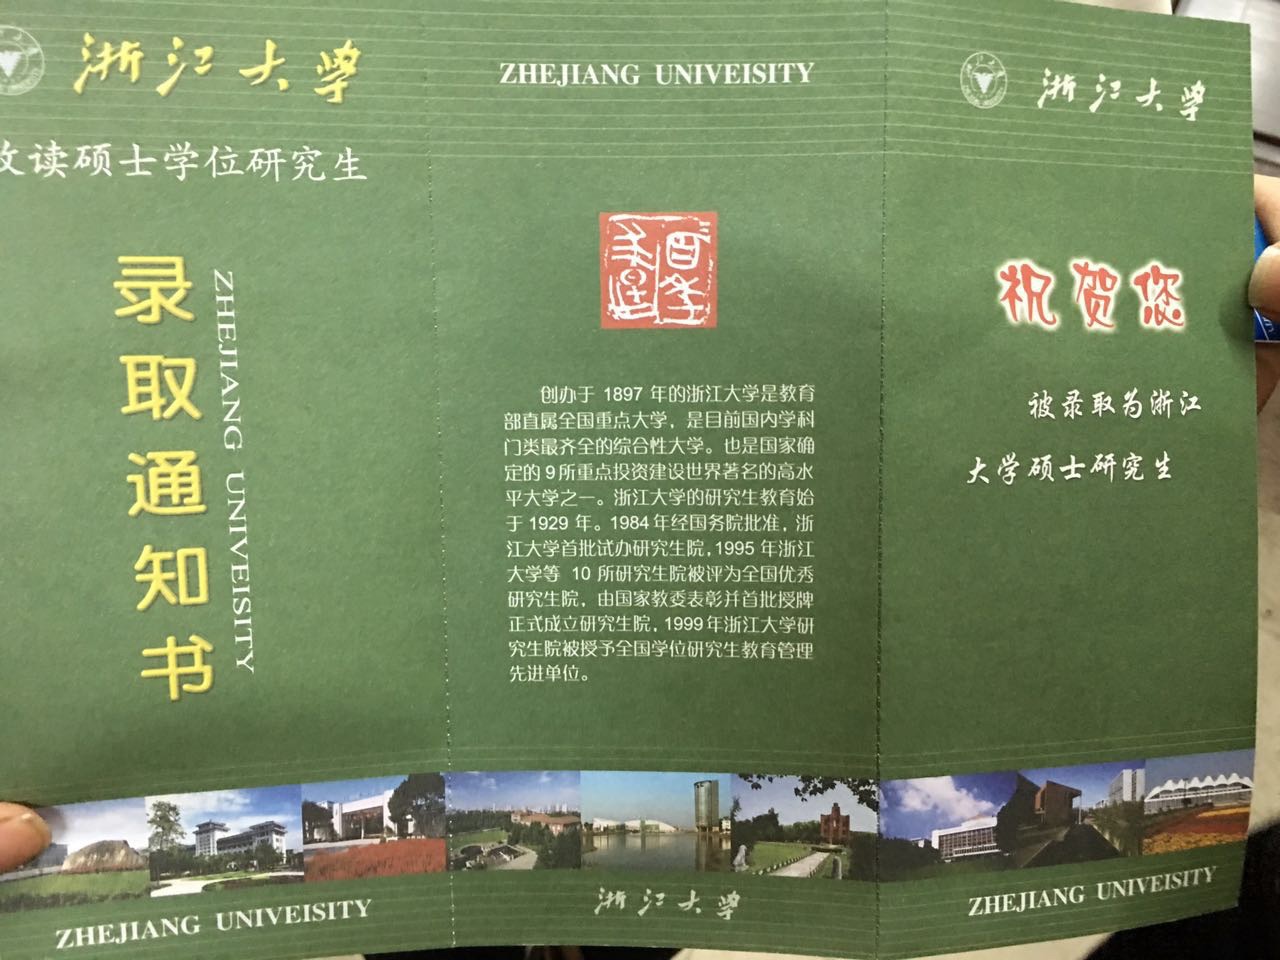 浙江大学
攻读硕士学位研究生
录取通知书
ZHEJIANG UNIVEISITY
ZHEJIANG UNIVEISITY
ZHEJIANG UNIVEISITY
创办于 1897 年的浙江大学是教育
部直属全国重点大学，是目前国内学科
门类最齐全的综合性大学。也是国家确
定的 9 所重点投资建设世界著名的高水
平大学之一。浙江大学的研究生教育始
于 1929 年。1984 年经国务院批准，浙
江大学首批试办研究生院，1995 年浙江
大学等 10 所研究生院被评为全国优秀
研究生院，由国家教委表彰并首批授牌
正式成立研究生院，1999 年浙江大学研
究生院被授予全国学位研究生教育管理
先进单位。
浙江大学
浙江大学
祝贺您
被录取为浙江
大学硕士研究生
ZHEJIANG UNIVEISITY